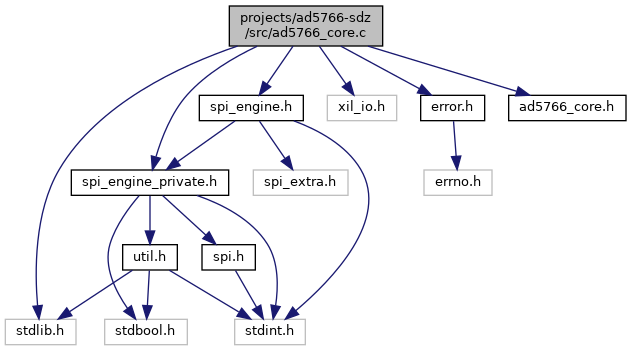 projects/ad5766-sdz
/src/ad5766_core.c
spi_engine.h
xil_io.h
error.h
ad5766_core.h
spi_engine_private.h
spi_extra.h
errno.h
util.h
spi.h
stdlib.h
stdbool.h
stdint.h